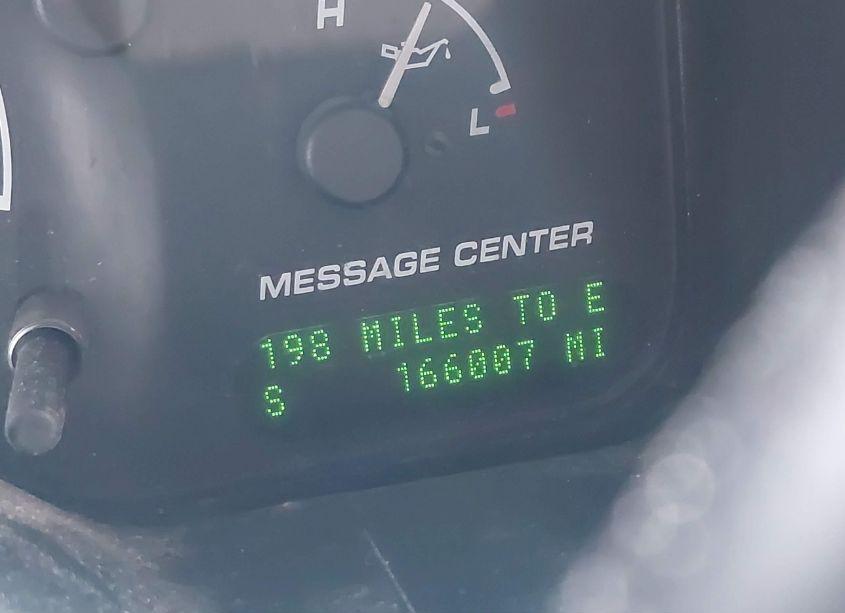 H
L
MESSAGE CENTER
198 MILES TO E
S 166007 MI